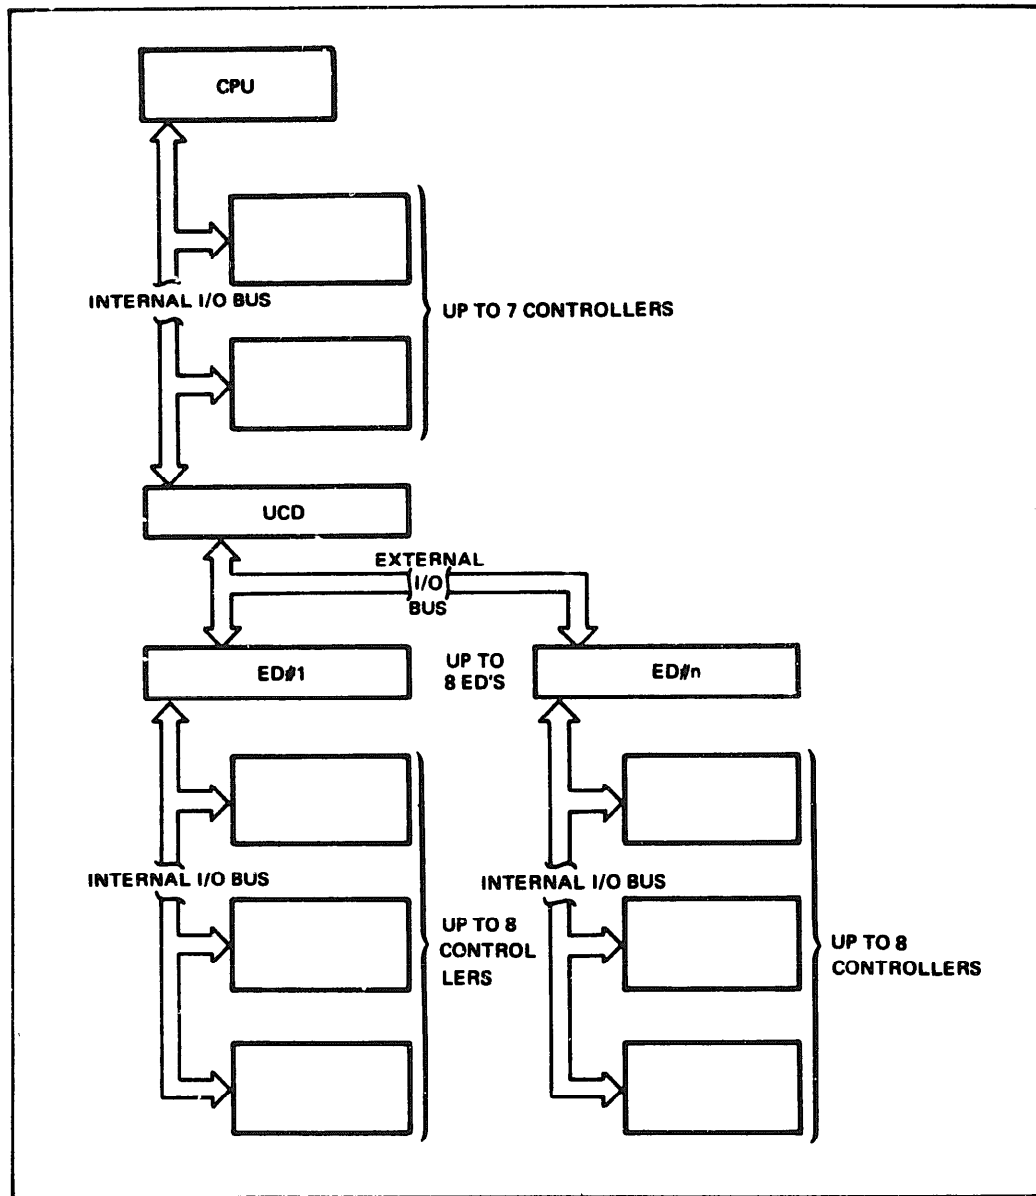 CPU
INTERNAL I/O BUS
UP TO 7 CONTROLLERS
UCD
EXTERNAL
I/O
BUS
ED#1
UP TO
8 ED'S
ED#n
INTERNAL I/O BUS
UP TO 8
CONTROL
LERS
INTERNAL I/O BUS
UP TO 8
CONTROLLERS